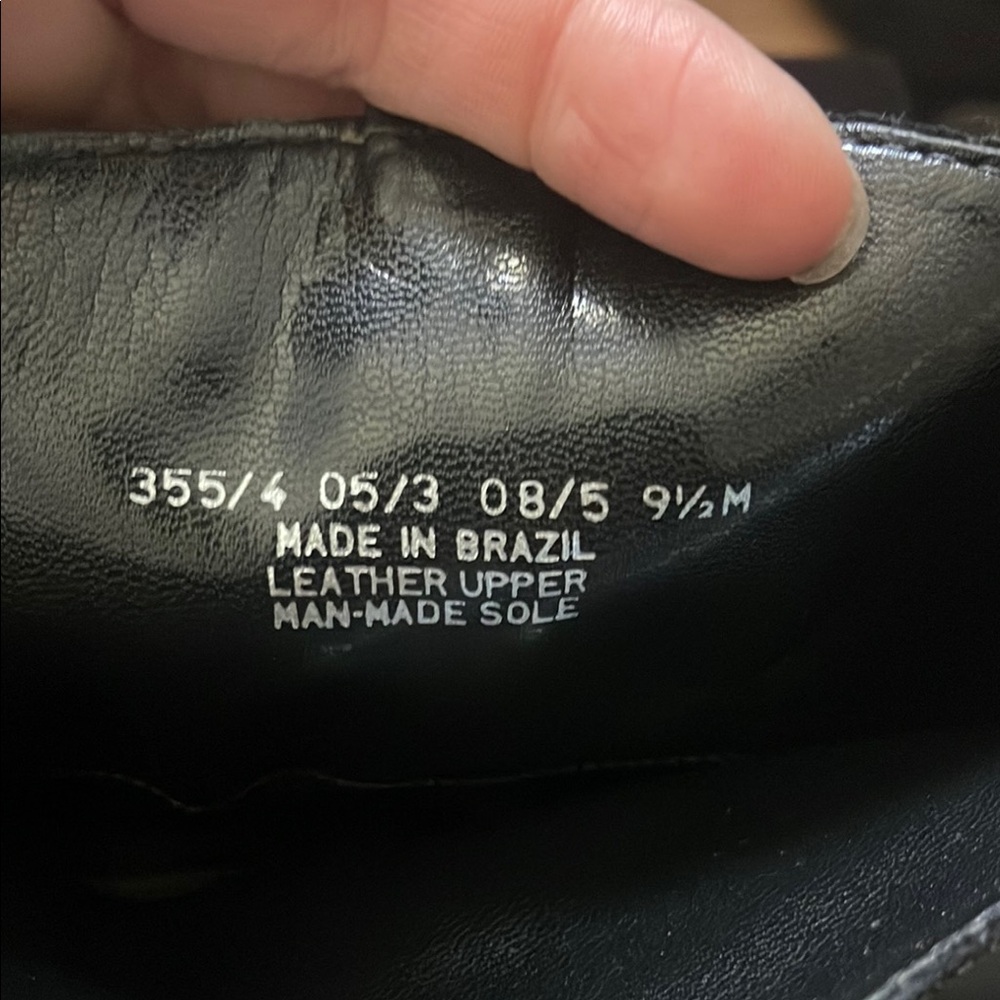 355/4 05/3 08/5 9½M
MADE IN BRAZIL
LEATHER UPPER
MAN-MADE SOLE